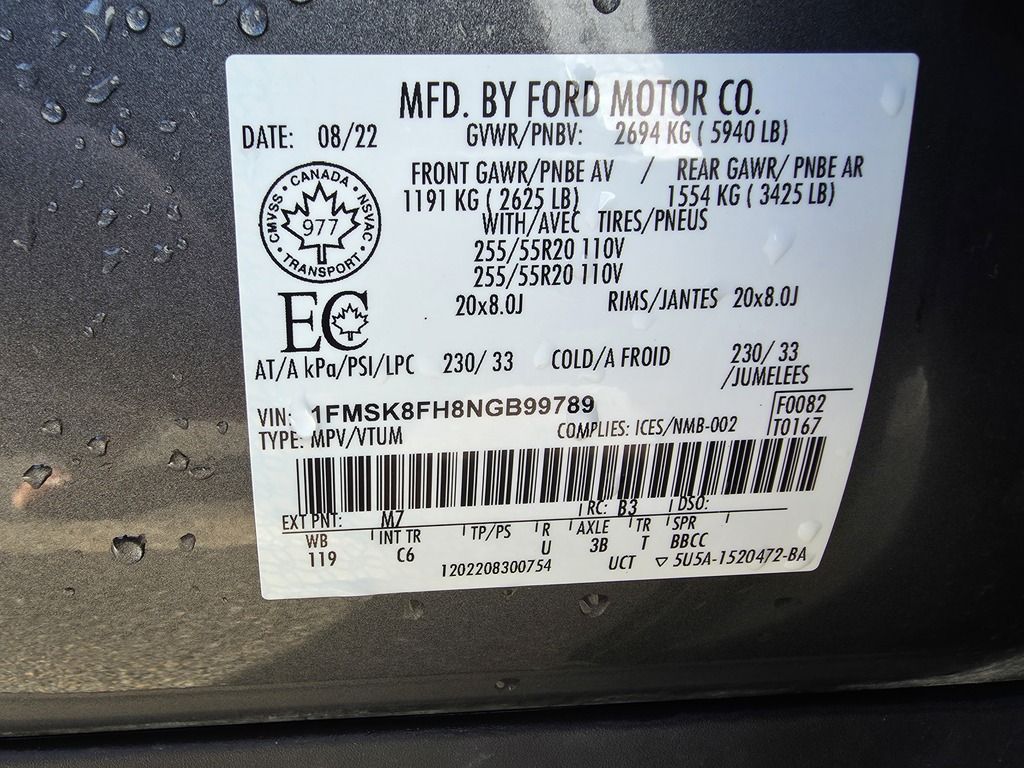 MFD. BY FORD MOTOR CO.
DATE: 08/22 GVWR/PNBV: 2694 KG ( 5940 LB)
FRONT GAWR/PNBE AV / REAR GAWR/ PNBE AR
1191 KG ( 2625 LB) 1554 KG ( 3425 LB)
WITH/AVEC TIRES/PNEUS
255/55R20 110V
255/55R20 110V
20x8.0J RIMS/JANTES 20x8.0J
CANADA
CMVSS 977 NSVAC
TRANSPORT
EC
AT/A kPa/PSI/LPC 230/ 33 COLD/A FROID 230/ 33
/JUMELEES
VIN: 1FMSK8FH8NGB99789 F0082
TYPE: MPV/VTUM COMPLIES: ICES/NMB-002 T0167
EXT PNT: M7 RC: B3 DSO:
WB INT TR TP/PS R AXLE TR SPR
119 C6 U 3B T BBCC
1202208300754 UCT ▽ 5U5A-1520472-BA